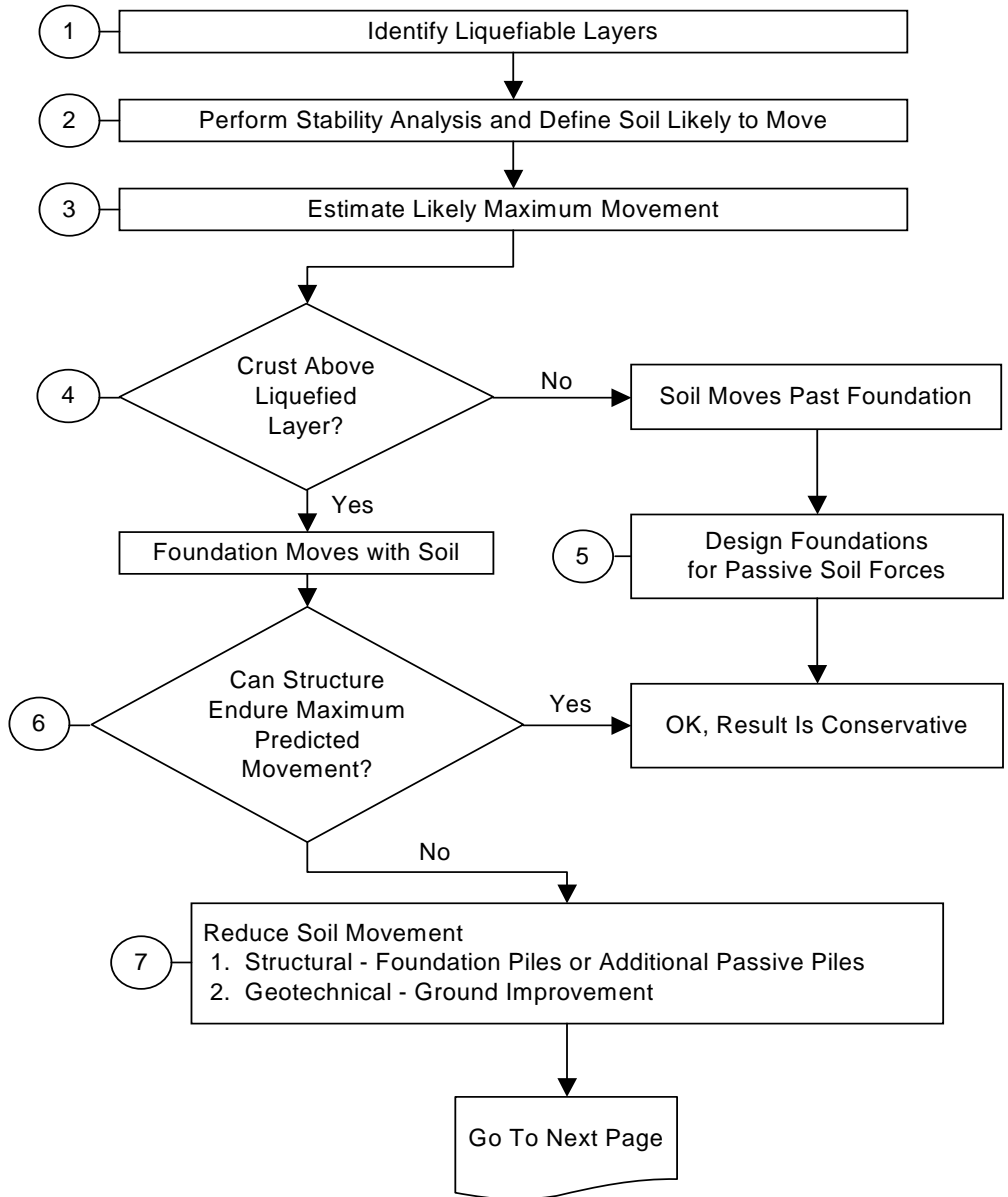 1
Identify Liquefiable Layers
2
Perform Stability Analysis and Define Soil Likely to Move
3
Estimate Likely Maximum Movement
4
Crust Above
Liquefied
Layer?
No
Soil Moves Past Foundation
Yes
Foundation Moves with Soil
5
Design Foundations
for Passive Soil Forces
6
Can Structure
Endure Maximum
Predicted
Movement?
Yes
OK, Result Is Conservative
No
7
Reduce Soil Movement
1. Structural - Foundation Piles or Additional Passive Piles
2. Geotechnical - Ground Improvement
Go To Next Page